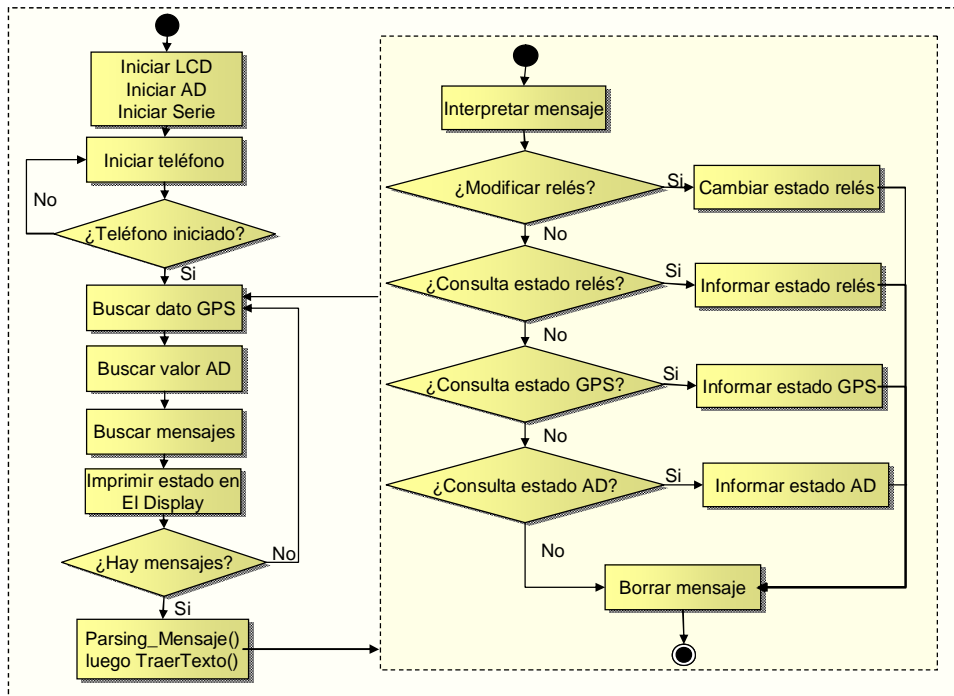 Iniciar LCD
Iniciar AD
Iniciar Serie
Iniciar teléfono
No
¿Teléfono iniciado?
Si
Buscar dato GPS
Buscar valor AD
Buscar mensajes
Imprimir estado en
El Display
¿Hay mensajes?
No
Si
Parsing_Mensaje()
luego TraerTexto()
Interpretar mensaje
¿Modificar relés?
Si
Cambiar estado relés
No
¿Consulta estado relés?
Si
Informar estado relés
No
¿Consulta estado GPS?
Si
Informar estado GPS
No
¿Consulta estado AD?
Si
Informar estado AD
No
Borrar mensaje